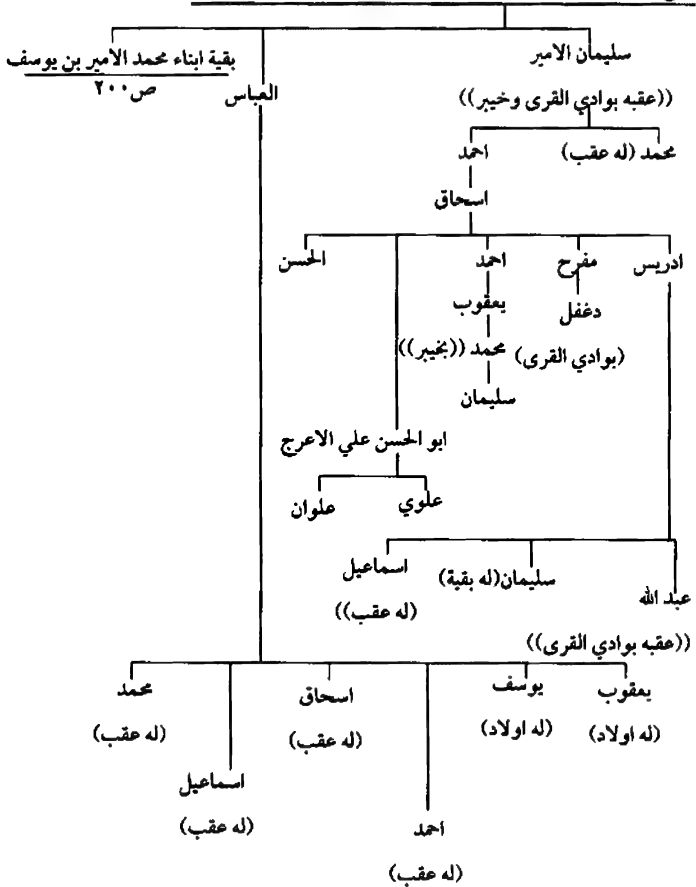 سليمان الامير
بقية ابناء محمد الامير بن يوسف
ص ٢٠٠
العباس
((عقبه بوادي القرى وخيبر))
محمد (له عقب)
احمد
اسحاق
ادريس
مفرح
احمد
الحسن
دغفل
يعقوب
(بوادي القرى)
محمد ((بخيبر))
سليمان
ابو الحسن علي الاعرج
علوي
علوان
عبد الله
سليمان(له بقية)
اسماعيل
(له عقب))
((عقبه بوادي القرى))
يعقوب
يوسف
اسحاق
محمد
(له اولاد)
(له اولاد)
(له عقب)
(له عقب)
اسماعيل
(له عقب)
احمد
(له عقب)